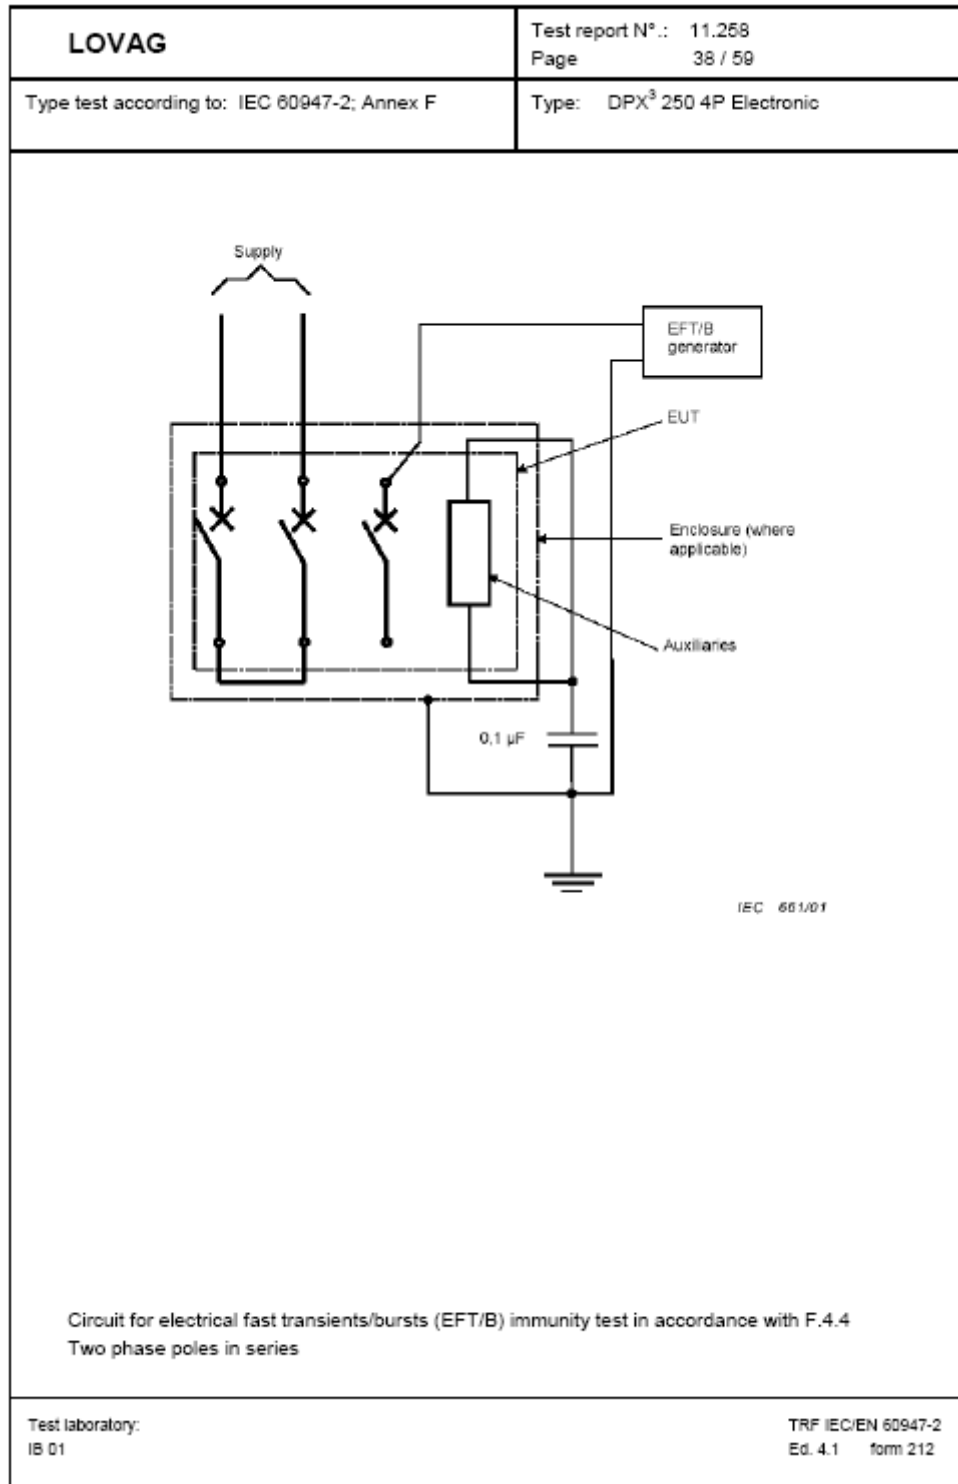 LOVAG
Test report N°.: 11.258
Page 38 / 59
Type test according to: IEC 60947-2; Annex F
Type: DPX³ 250 4P Electronic
Supply
EFT/B
generator
EUT
Enclosure (where
applicable)
Auxiliaries
0,1 µF
IEC 661/01
Circuit for electrical fast transients/bursts (EFT/B) immunity test in accordance with F.4.4
Two phase poles in series
Test laboratory:
IB 01
TRF IEC/EN 60947-2
Ed. 4.1 form 212